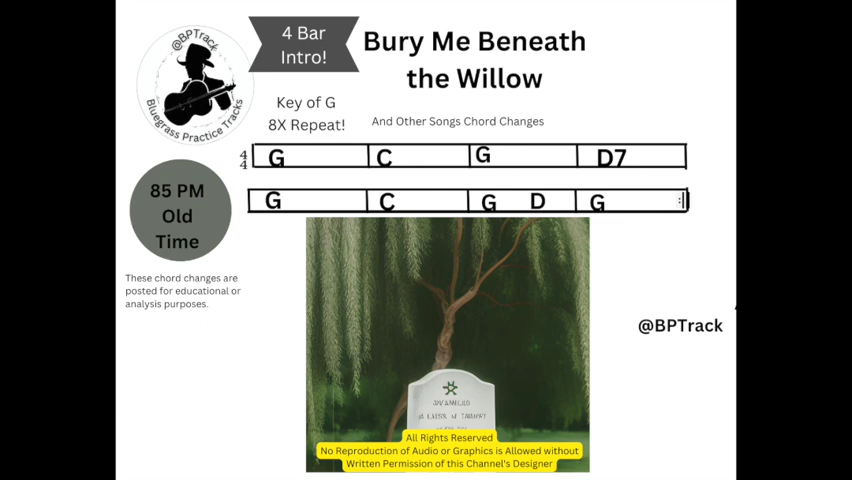 @BPTrack
Bluegrass Practice Tracks
4 Bar
Intro!
Bury Me Beneath
the Willow
Key of G
8X Repeat!
And Other Songs Chord Changes
4
4
G C G D7
G C G D G :
85 PM
Old
Time
These chord changes are
posted for educational or
analysis purposes.
@BPTrack
All Rights Reserved
No Reproduction of Audio or Graphics is Allowed without
Written Permission of this Channel's Designer